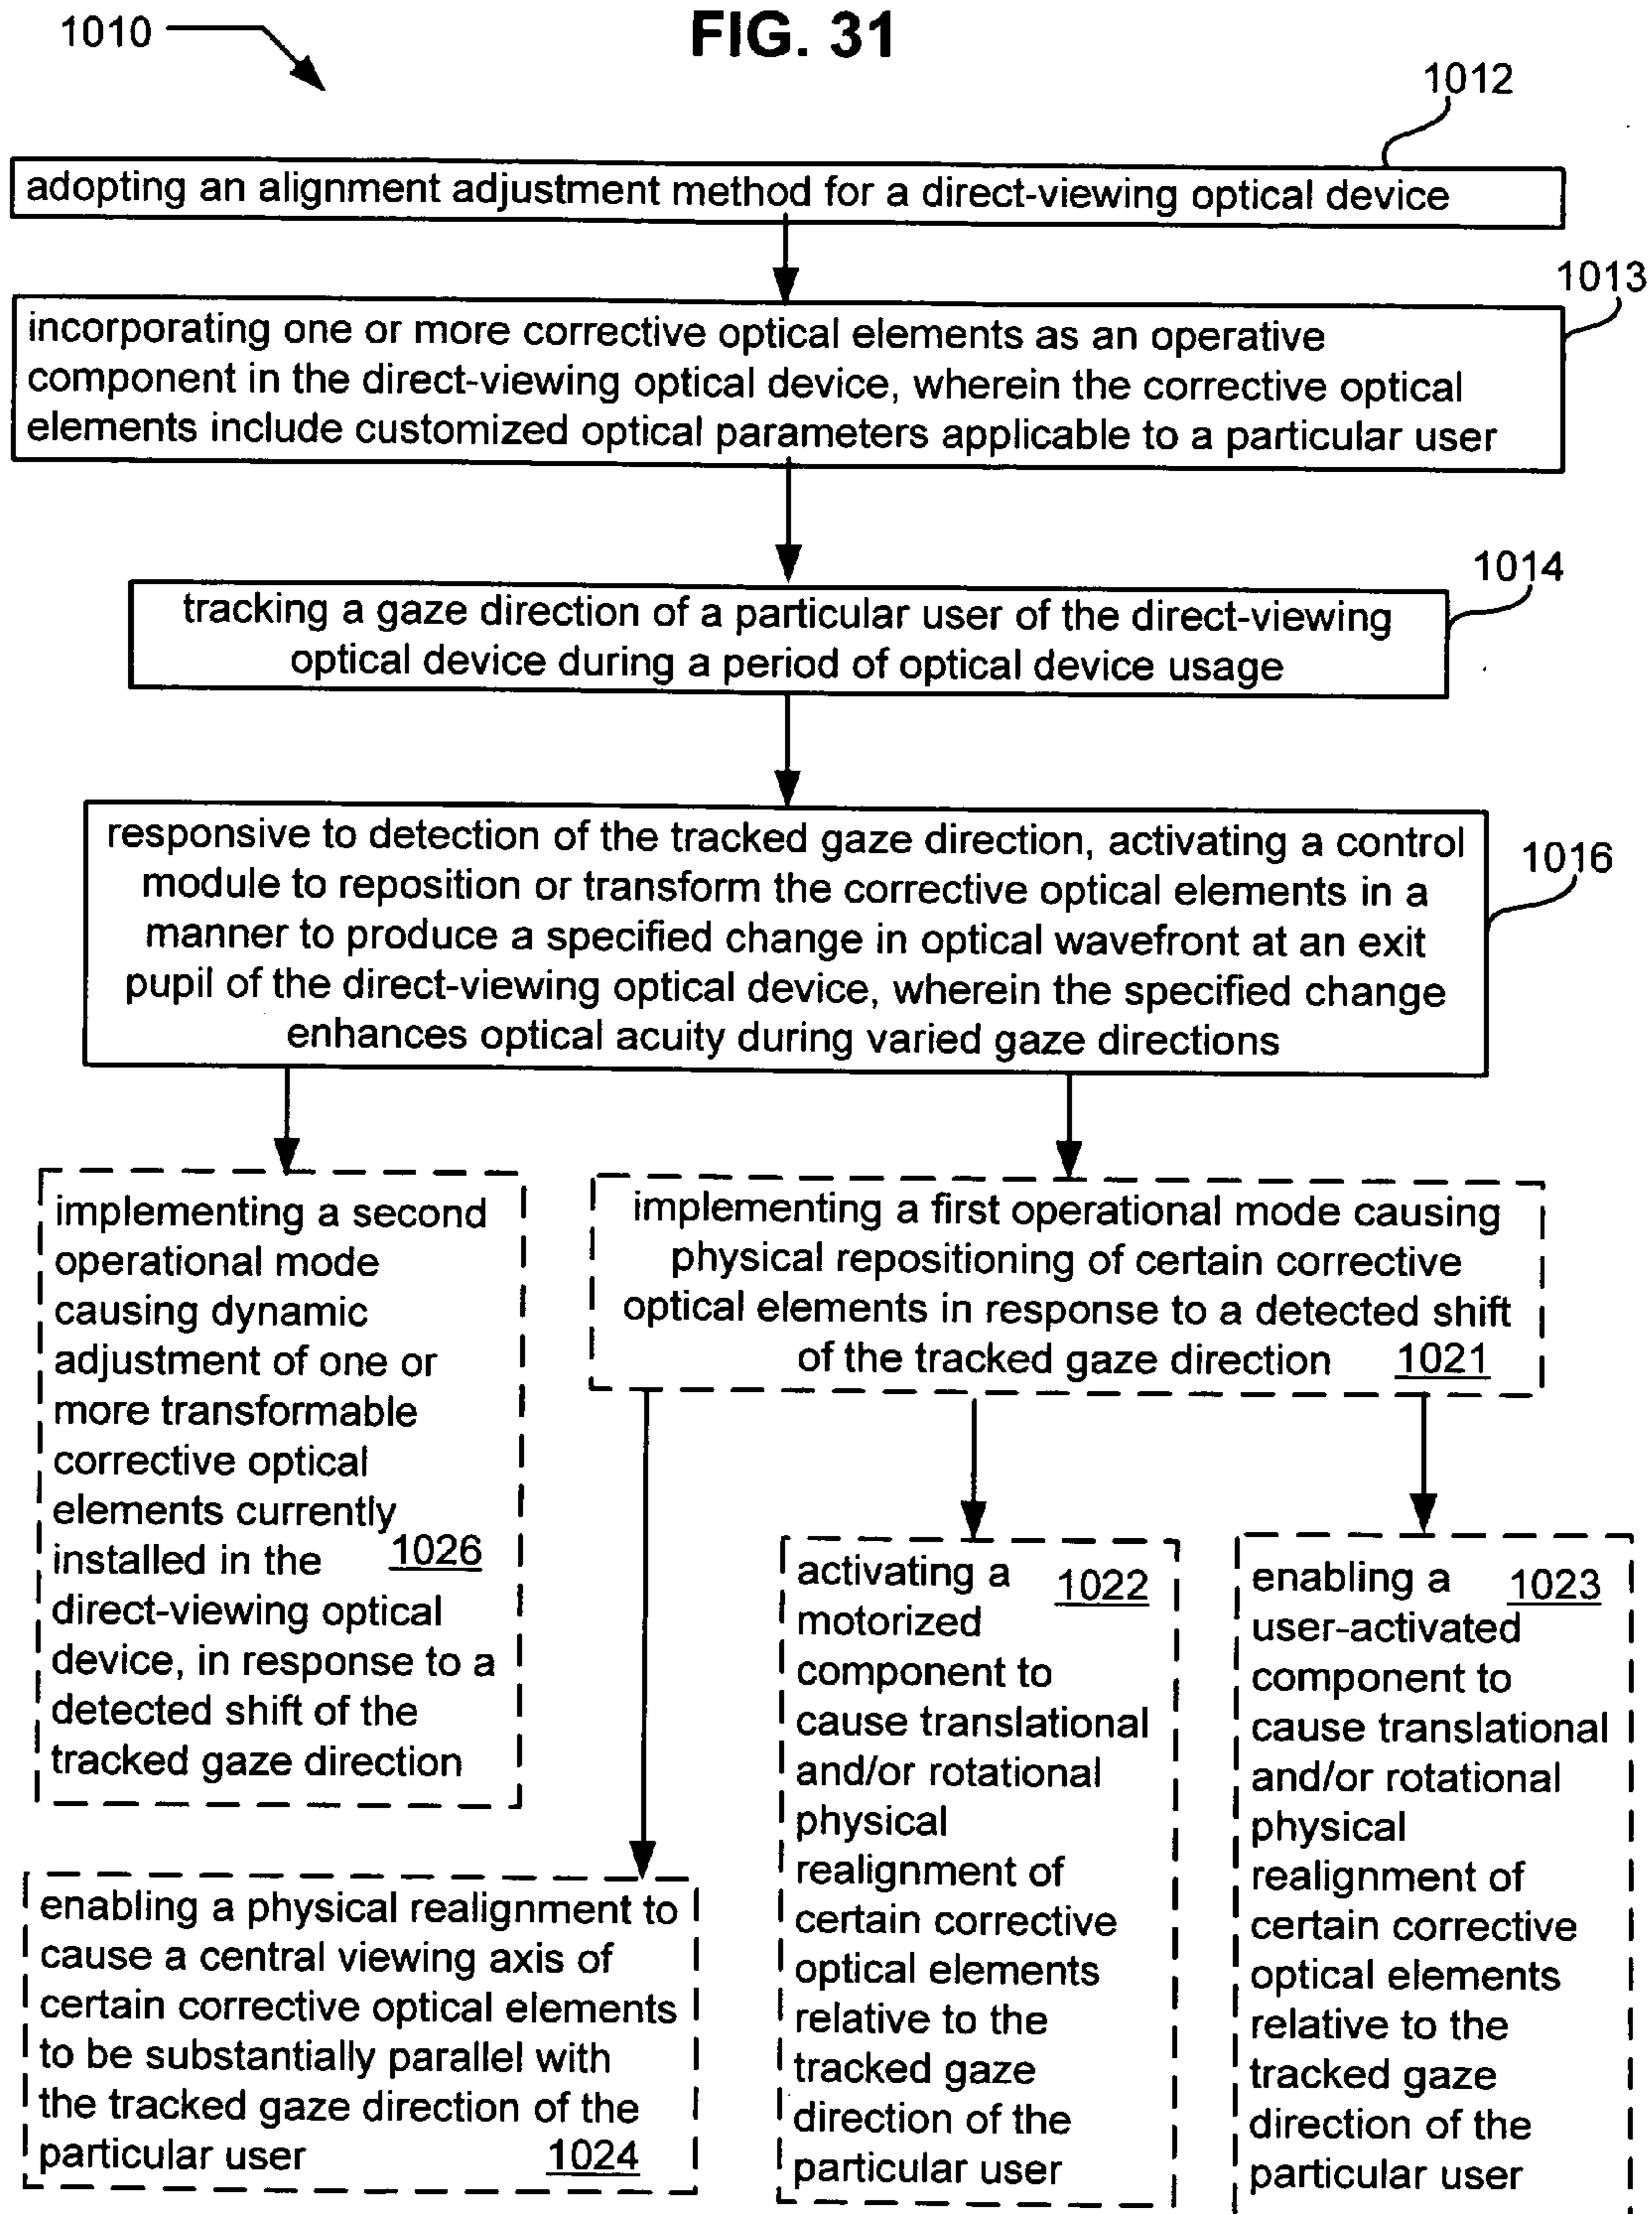 FIG. 31
1010
1012
adopting an alignment adjustment method for a direct-viewing optical device
1013
incorporating one or more corrective optical elements as an operative
component in the direct-viewing optical device, wherein the corrective optical
elements include customized optical parameters applicable to a particular user
1014
tracking a gaze direction of a particular user of the direct-viewing
optical device during a period of optical device usage
1016
responsive to detection of the tracked gaze direction, activating a control
module to reposition or transform the corrective optical elements in a
manner to produce a specified change in optical wavefront at an exit
pupil of the direct-viewing optical device, wherein the specified change
enhances optical acuity during varied gaze directions
implementing a second
operational mode
causing dynamic
adjustment of one or
more transformable
corrective optical
elements currently
installed in the 1026
direct-viewing optical
device, in response to a
detected shift of the
tracked gaze direction
implementing a first operational mode causing
physical repositioning of certain corrective
optical elements in response to a detected shift
of the tracked gaze direction 1021
enabling a physical realignment to
cause a central viewing axis of
certain corrective optical elements
to be substantially parallel with
the tracked gaze direction of the
particular user 1024
activating a 1022
motorized
component to
cause translational
and/or rotational
physical
realignment of
certain corrective
optical elements
relative to the
tracked gaze
direction of the
particular user
enabling a 1023
user-activated
component to
cause translational
and/or rotational
physical
realignment of
certain corrective
optical elements
relative to the
tracked gaze
direction of the
particular user